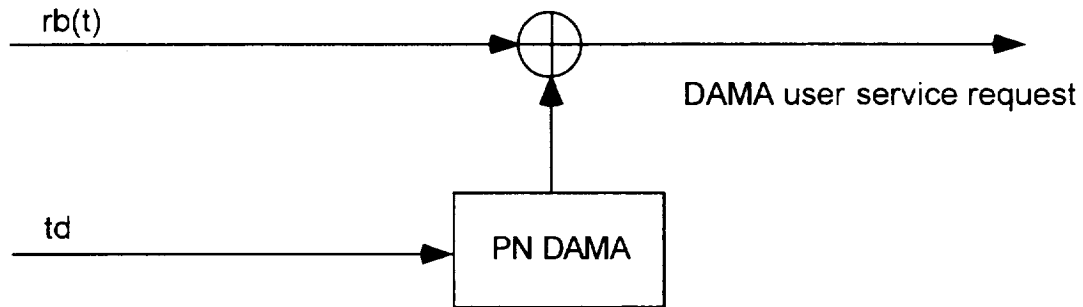 rb(t)
DAMA user service request
td
PN DAMA